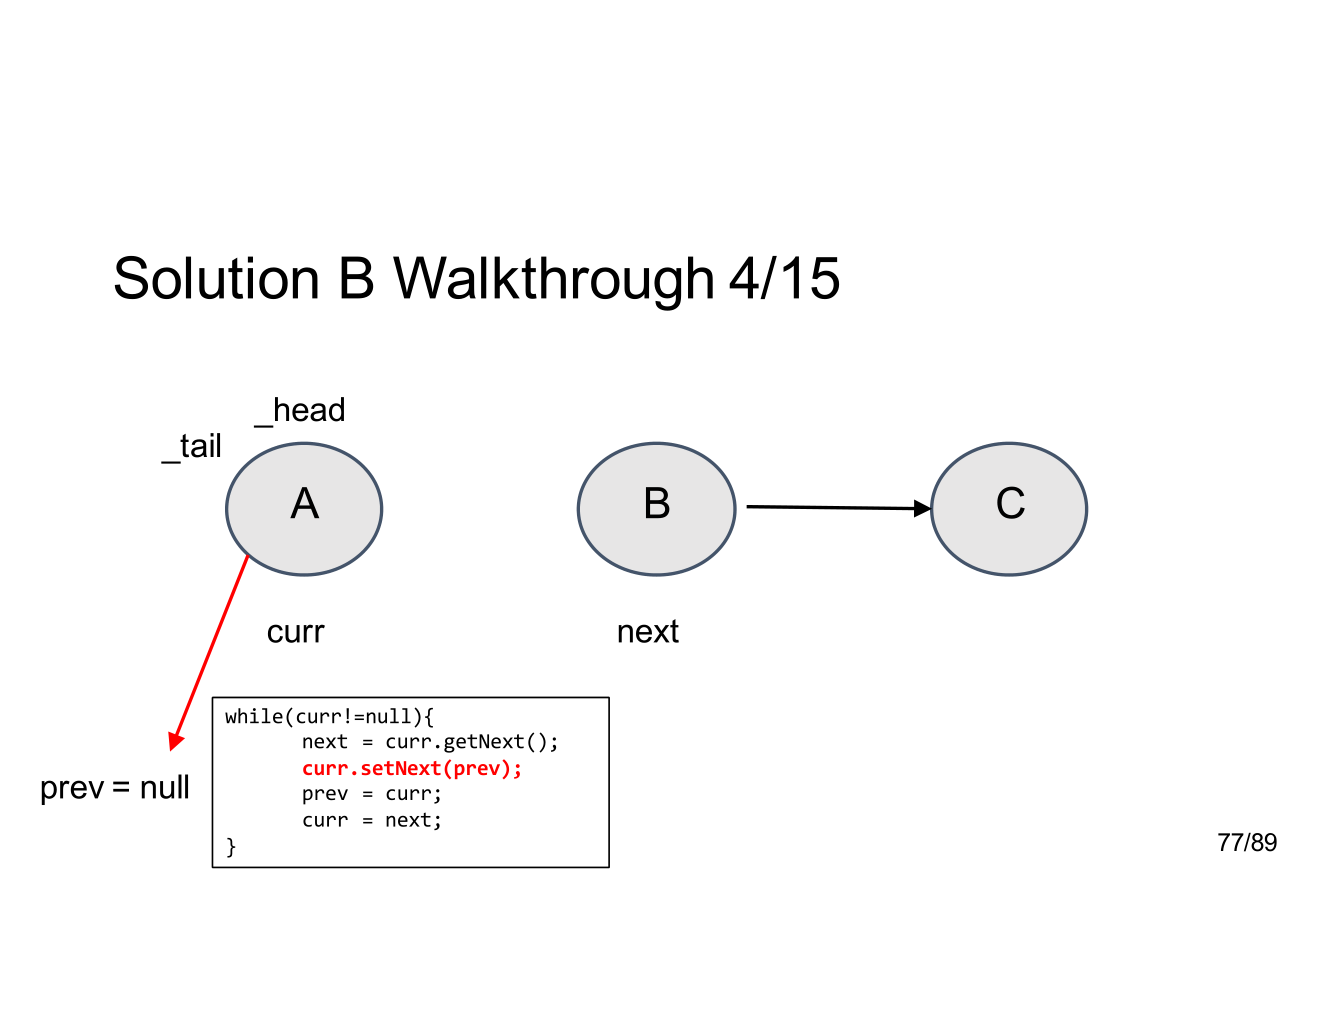 Solution B Walkthrough 4/15
_head
_tail
A
B
C
curr
next
while(curr!=null){
next = curr.getNext();
curr.setNext(prev);
prev = curr;
curr = next;
}
prev = null
77/89